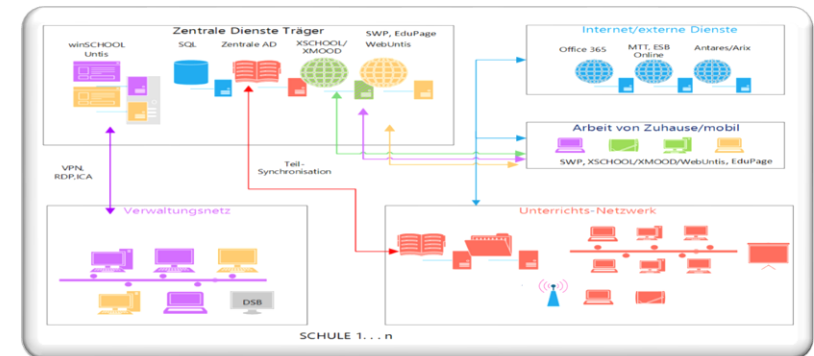 Zentrale Dienste Träger
winSCHOOL
Untis
SQL
Zentrale AD
XSCHOOL/
XMOOD
SWP, EduPage
WebUntis
Internet/externe Dienste
Office 365
MTT, ESB
Online
Antares/Arix
Arbeit von Zuhause/mobil
SWP, XSCHOOL/XMOOD/WebUntis, EduPage
VPN,
RDP,ICA
Teil-
Synchronisation
Verwaltungsnetz
DSB
Unterrichts-Netzwerk
SCHULE 1. . . n